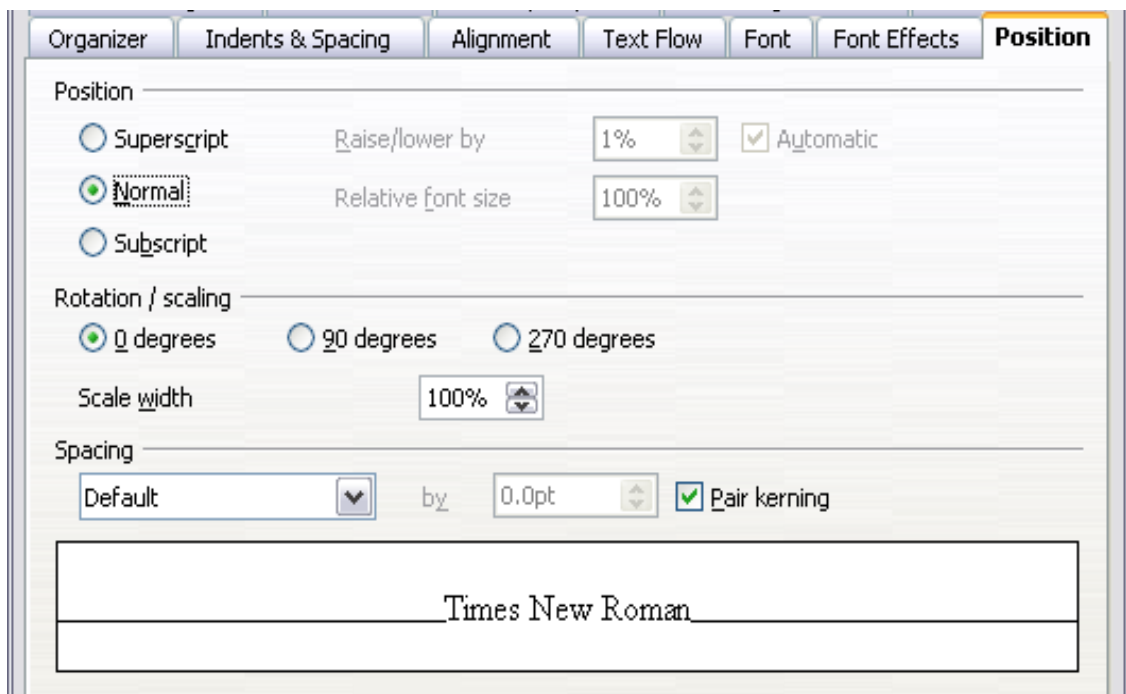 Organizer Indents & Spacing Alignment Text Flow Font Font Effects Position
Position
Superscript Raise/lower by 1% Automatic
Normal Relative font size 100%
Subscript
Rotation / scaling
0 degrees 90 degrees 270 degrees
Scale width 100%
Spacing
Default by 0.0pt Pair kerning
Times New Roman